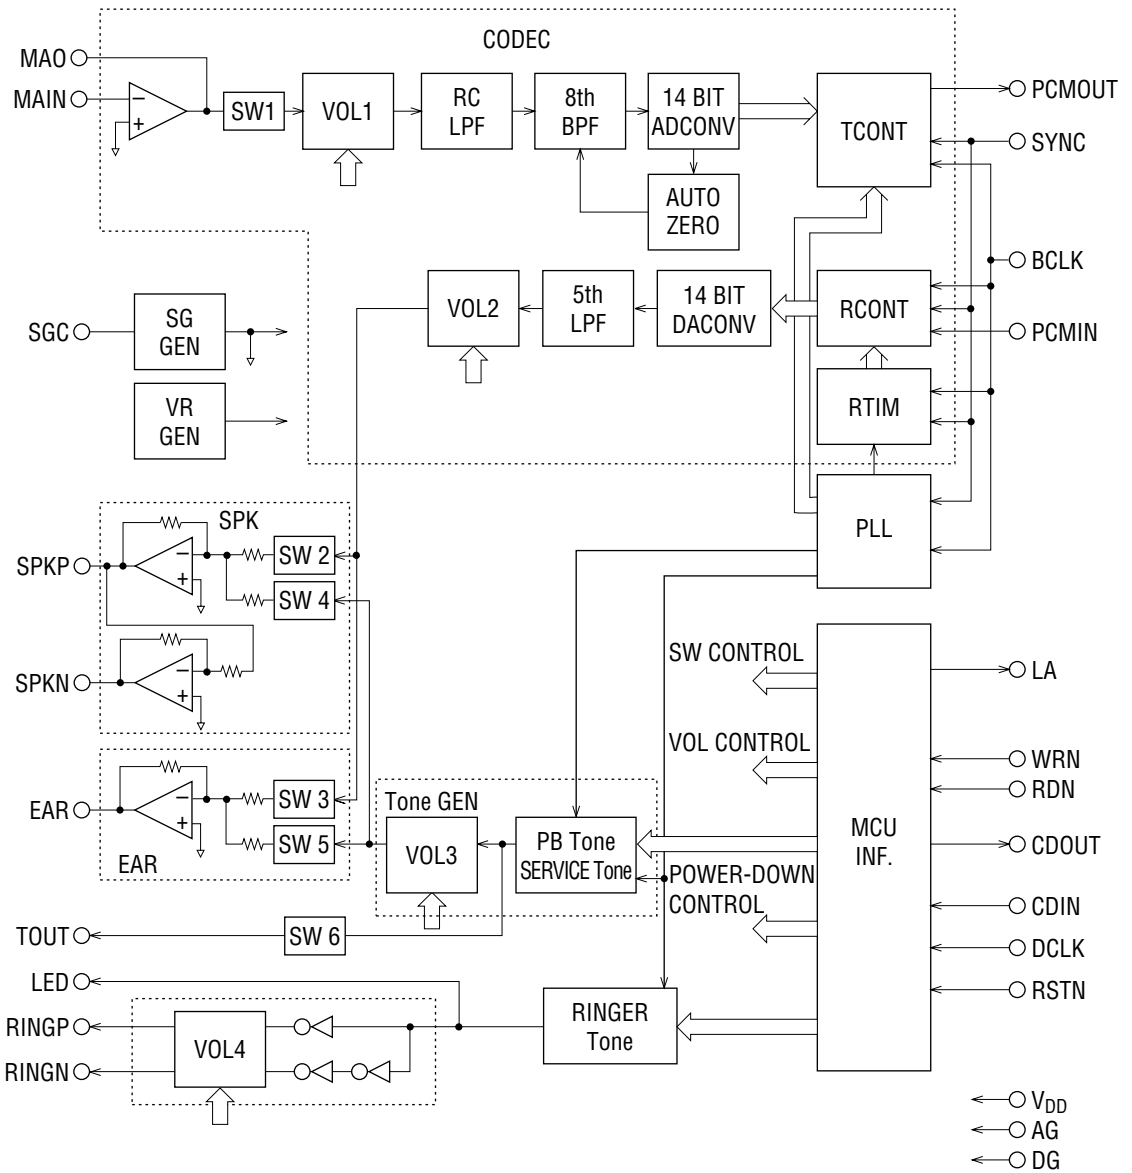 CODEC
MAO
MAIN
−
+
SW1
VOL1
RC
LPF
8th
BPF
14 BIT
ADCONV
AUTO
ZERO
TCONT
PCMOUT
SYNC
BCLK
PCMIN
SGC
SG
GEN
VR
GEN
VOL2
5th
LPF
14 BIT
DACONV
RCONT
RTIM
PLL
SPK
SPKP
−
+
SW 2
SW 4
SPKN
−
+
EAR
−
+
SW 3
SW 5
EAR
Tone GEN
VOL3
PB Tone
SERVICE Tone
SW CONTROL
VOL CONTROL
POWER-DOWN
CONTROL
MCU
INF.
LA
WRN
RDN
CDOUT
CDIN
DCLK
RSTN
TOUT
SW 6
LED
RINGP
RINGN
VOL4
RINGER
Tone
VDD
AG
DG